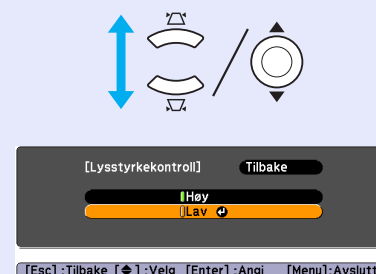 [Lysstyrkekontroll] Tilbake
Høy
Lav
[Esc] :Tilbake [ ] :Velg [Enter] :Angi [Menu]:Avslutt